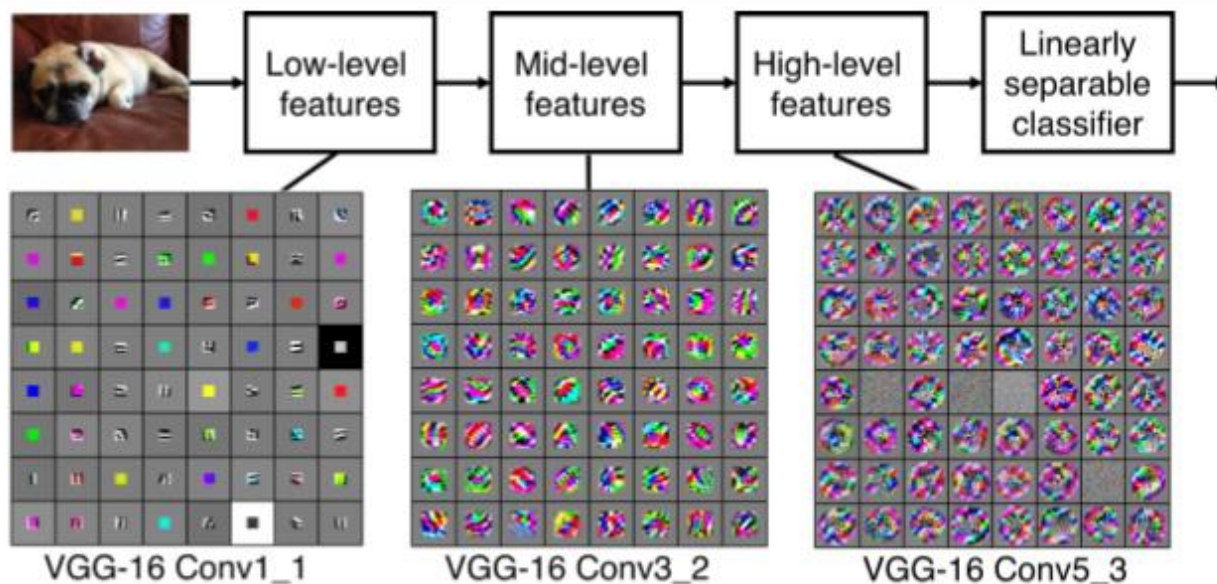 Low-level
features
Mid-level
features
High-level
features
Linearly
separable
classifier
VGG-16 Conv1_1
VGG-16 Conv3_2
VGG-16 Conv5_3